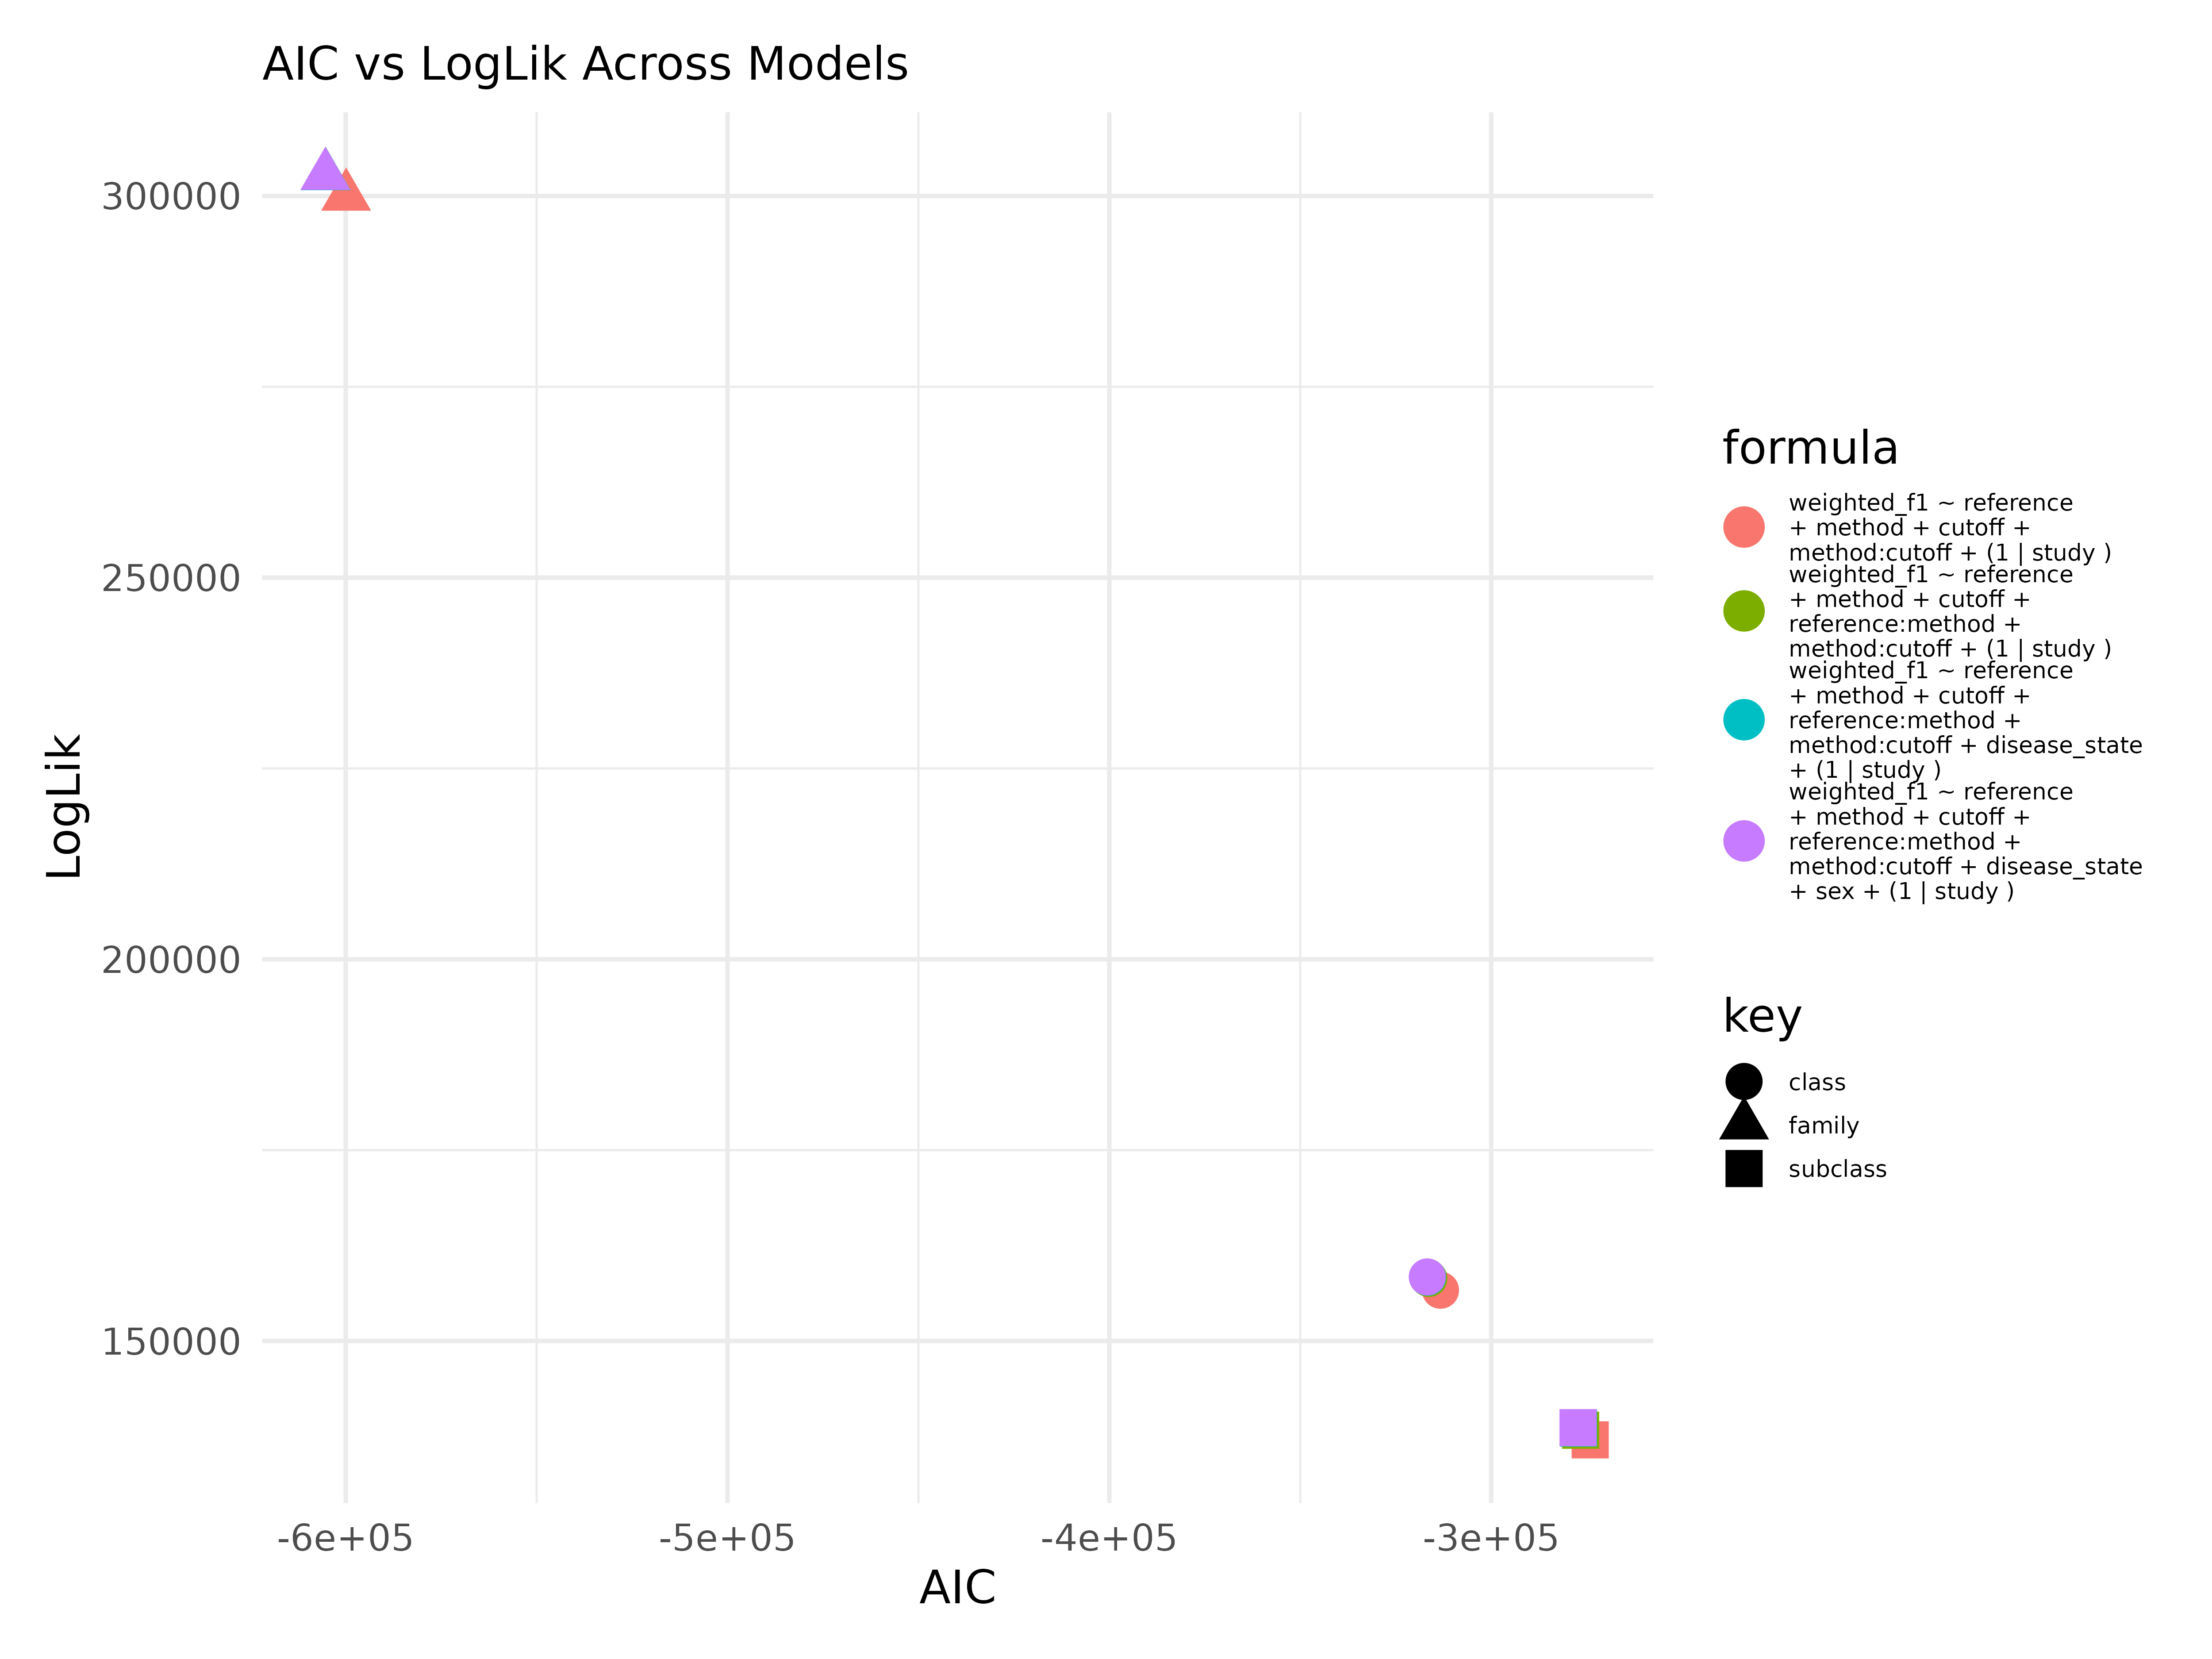 AIC vs LogLik Across Models
300000
250000
200000
150000
LogLik
-6e+05
-5e+05
-4e+05
-3e+05
AIC
formula
weighted_f1 ~ reference
+ method + cutoff +
method:cutoff + (1 | study )
weighted_f1 ~ reference
+ method + cutoff +
reference:method +
method:cutoff + (1 | study )
weighted_f1 ~ reference
+ method + cutoff +
reference:method +
method:cutoff + disease_state
+ (1 | study )
weighted_f1 ~ reference
+ method + cutoff +
reference:method +
method:cutoff + disease_state
+ sex + (1 | study )
key
class
family
subclass